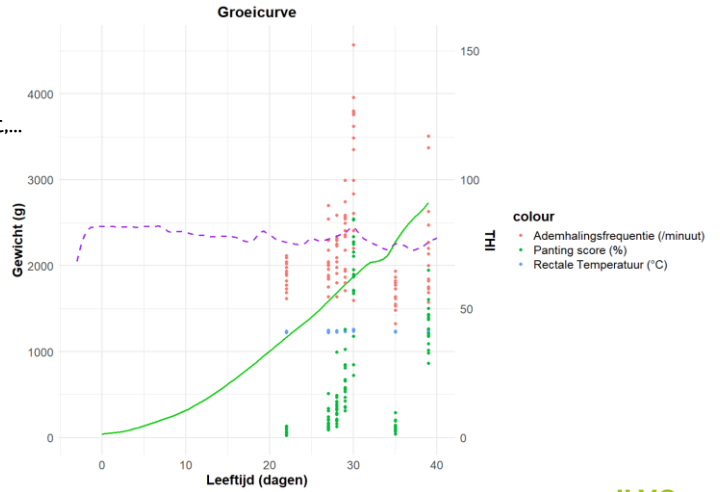 Groeicurve
t,...
Gewicht (g)
4000
3000
2000
1000
0
0
10
20
30
40
Leeftijd (dagen)
150
100
50
0
THI
colour
Ademhalingsfrequentie (/minuut)
Panting score (%)
Rectale Temperatuur (°C)